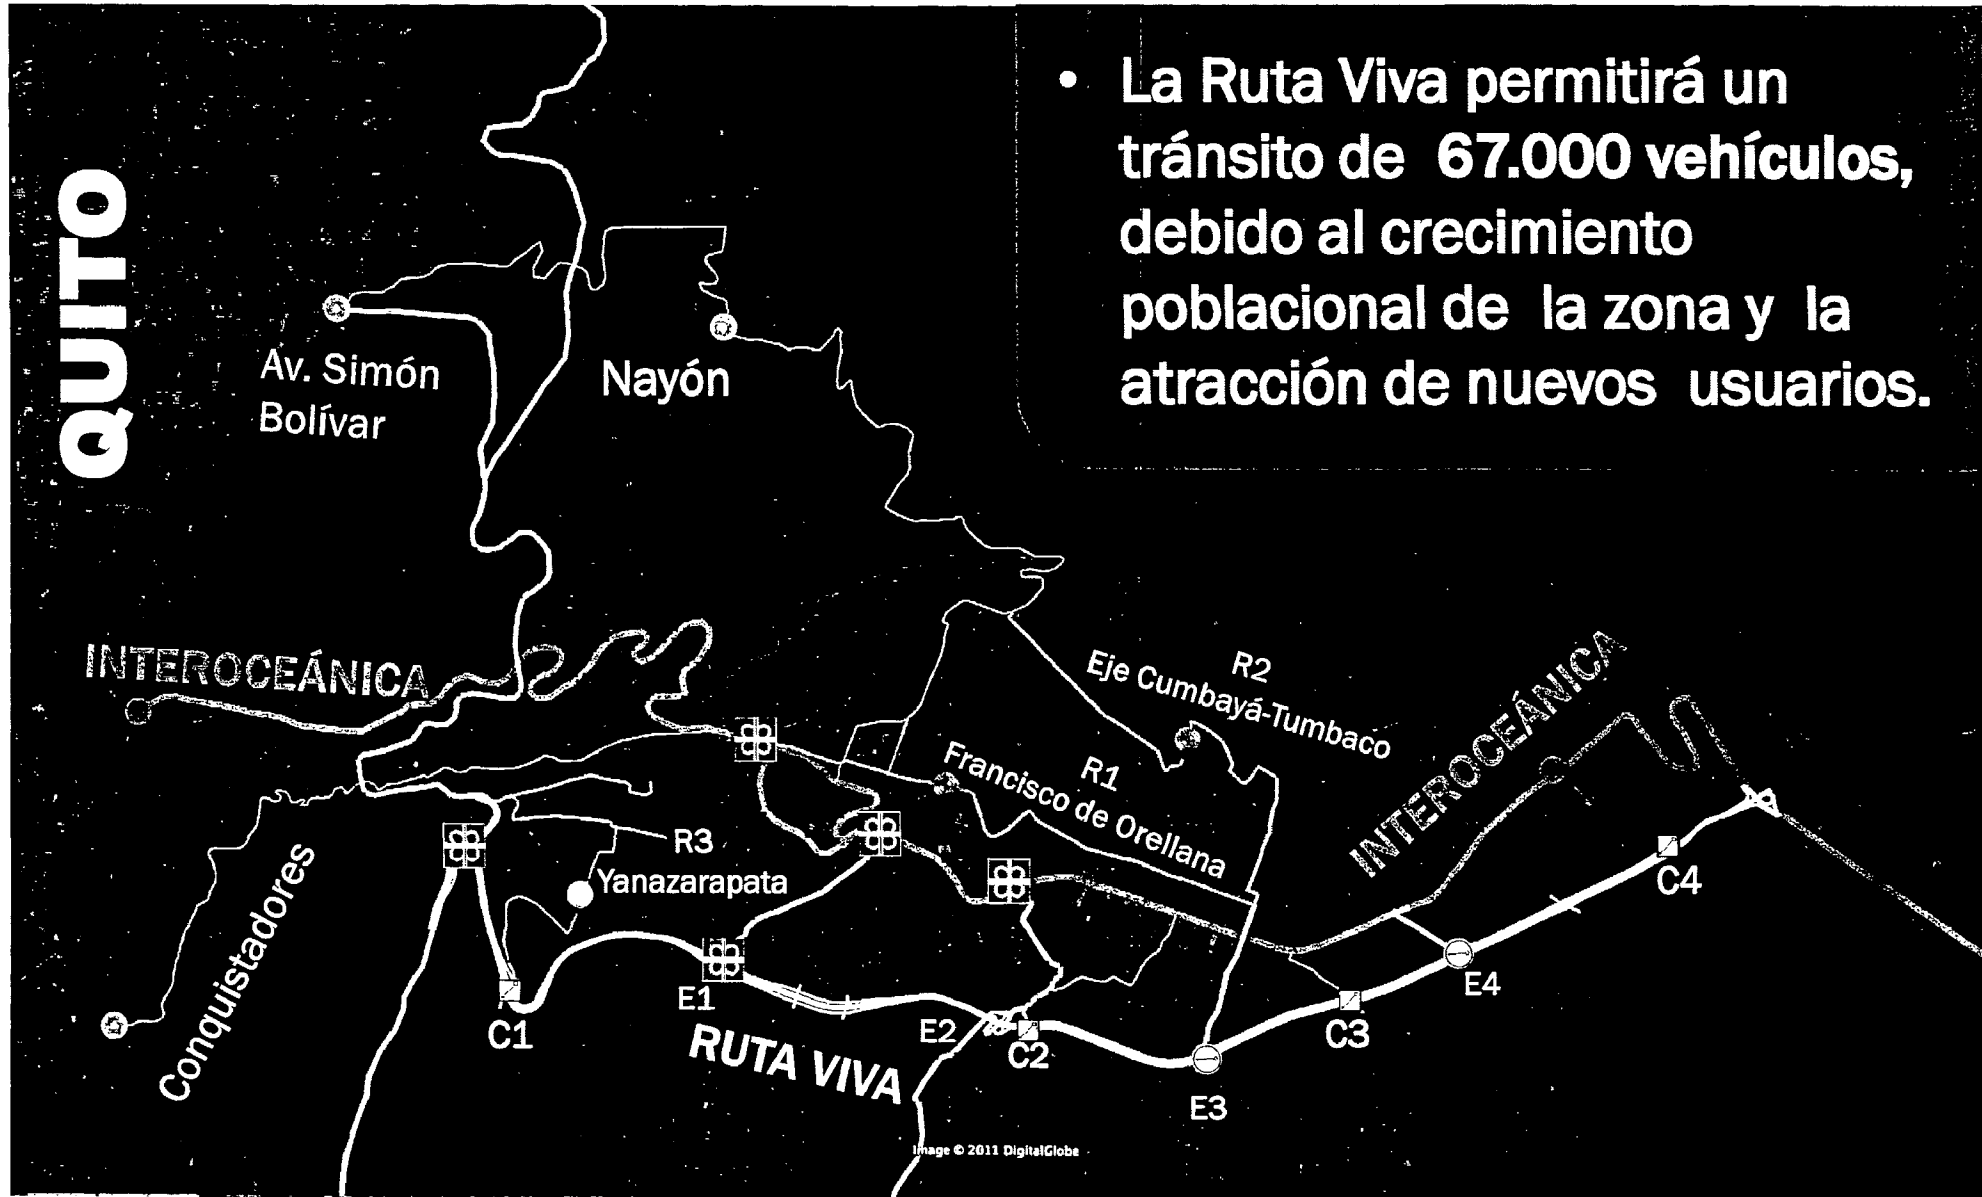 QUITO
• La Ruta Viva permitirá un
tránsito de 67.000 vehículos,
debido al crecimiento
poblacional de la zona y la
atracción de nuevos usuarios.
Av. Simón
Bolívar
Nayón
INTEROCEÁNICA
R2
Eje Cumbayá-Tumbaco
R1
Francisco de Orellana
INTEROCEÁNICA
R3
Yanazarapata
Conquistadores
C1
E1
RUTA VIVA
E2
C2
E3
C3
E4
C4
Image © 2011 DigitalGlobe